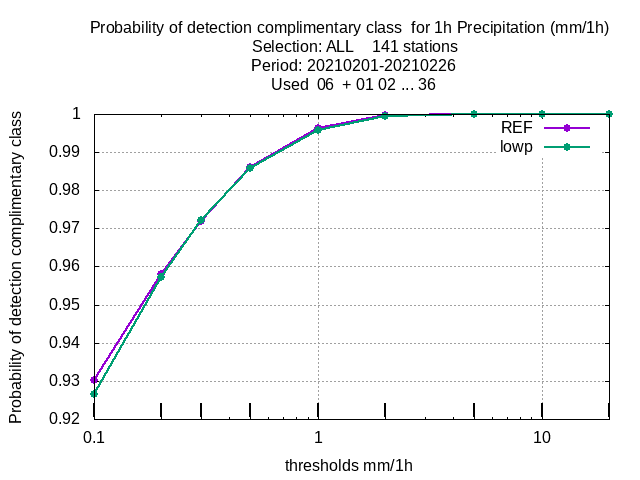 Probability of detection complimentary class  for 1h Precipitation (mm/1h)
Selection: ALL    141 stations
Period: 20210201-20210226
Used  06  + 01 02 ... 36
Probability of detection complimentary class
1
0.99
0.98
0.97
0.96
0.95
0.94
0.93
0.92
REF
lowp
0.1 1 10
thresholds mm/1h